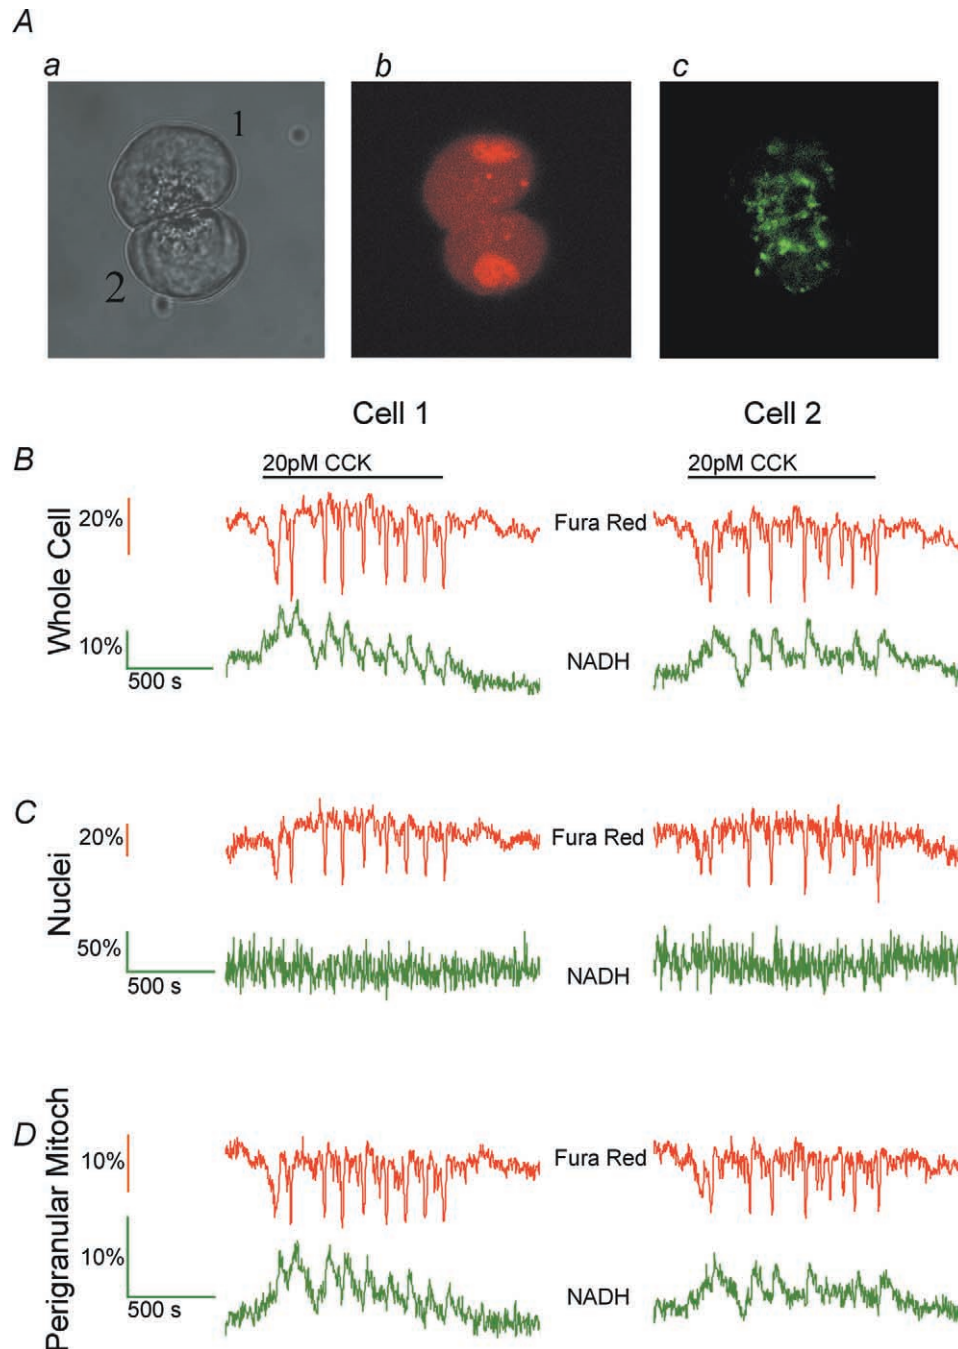 A
a
b
c
1
2
Cell 1
Cell 2
B
20pM CCK
20pM CCK
Whole Cell
20%
Fura Red
10%
NADH
500 s
C
Nuclei
20%
Fura Red
50%
NADH
500 s
D
Perigranular Mitoch
10%
Fura Red
10%
NADH
500 s